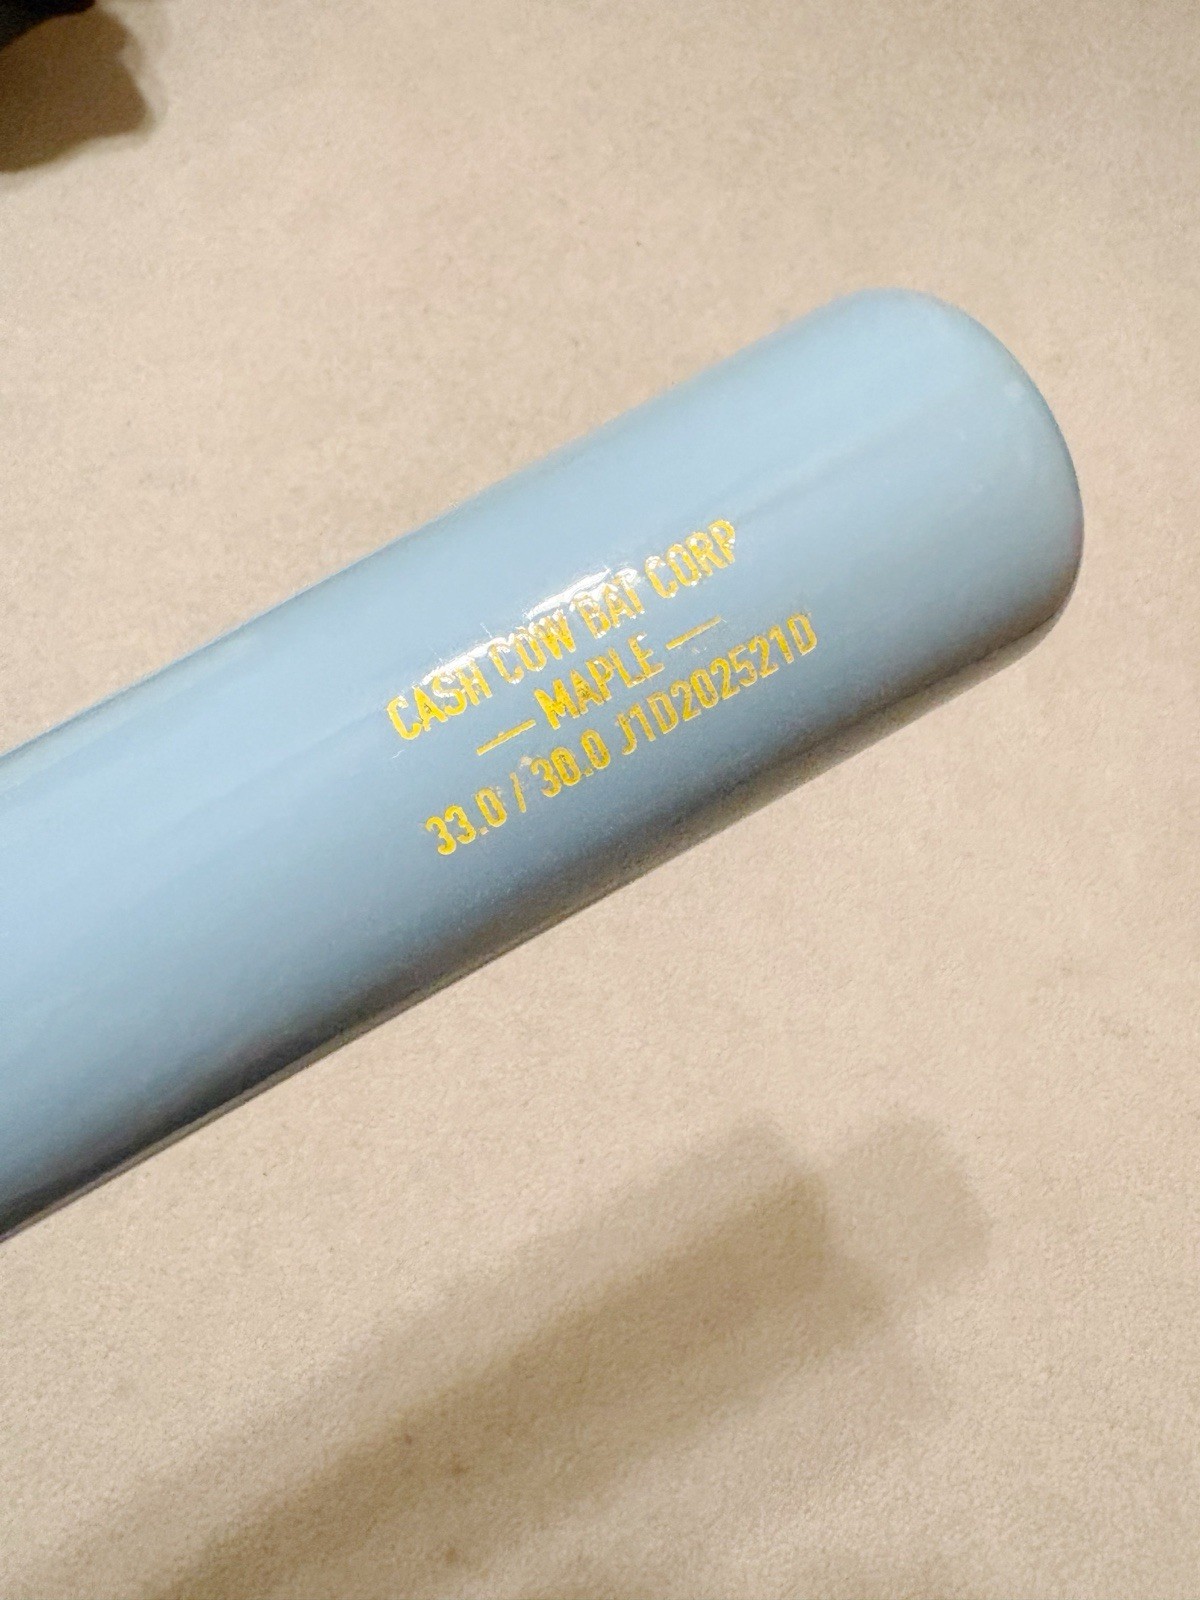 CASH COW BAT CORP
— MAPLE —
33.0 / 30.0 J1D202521D